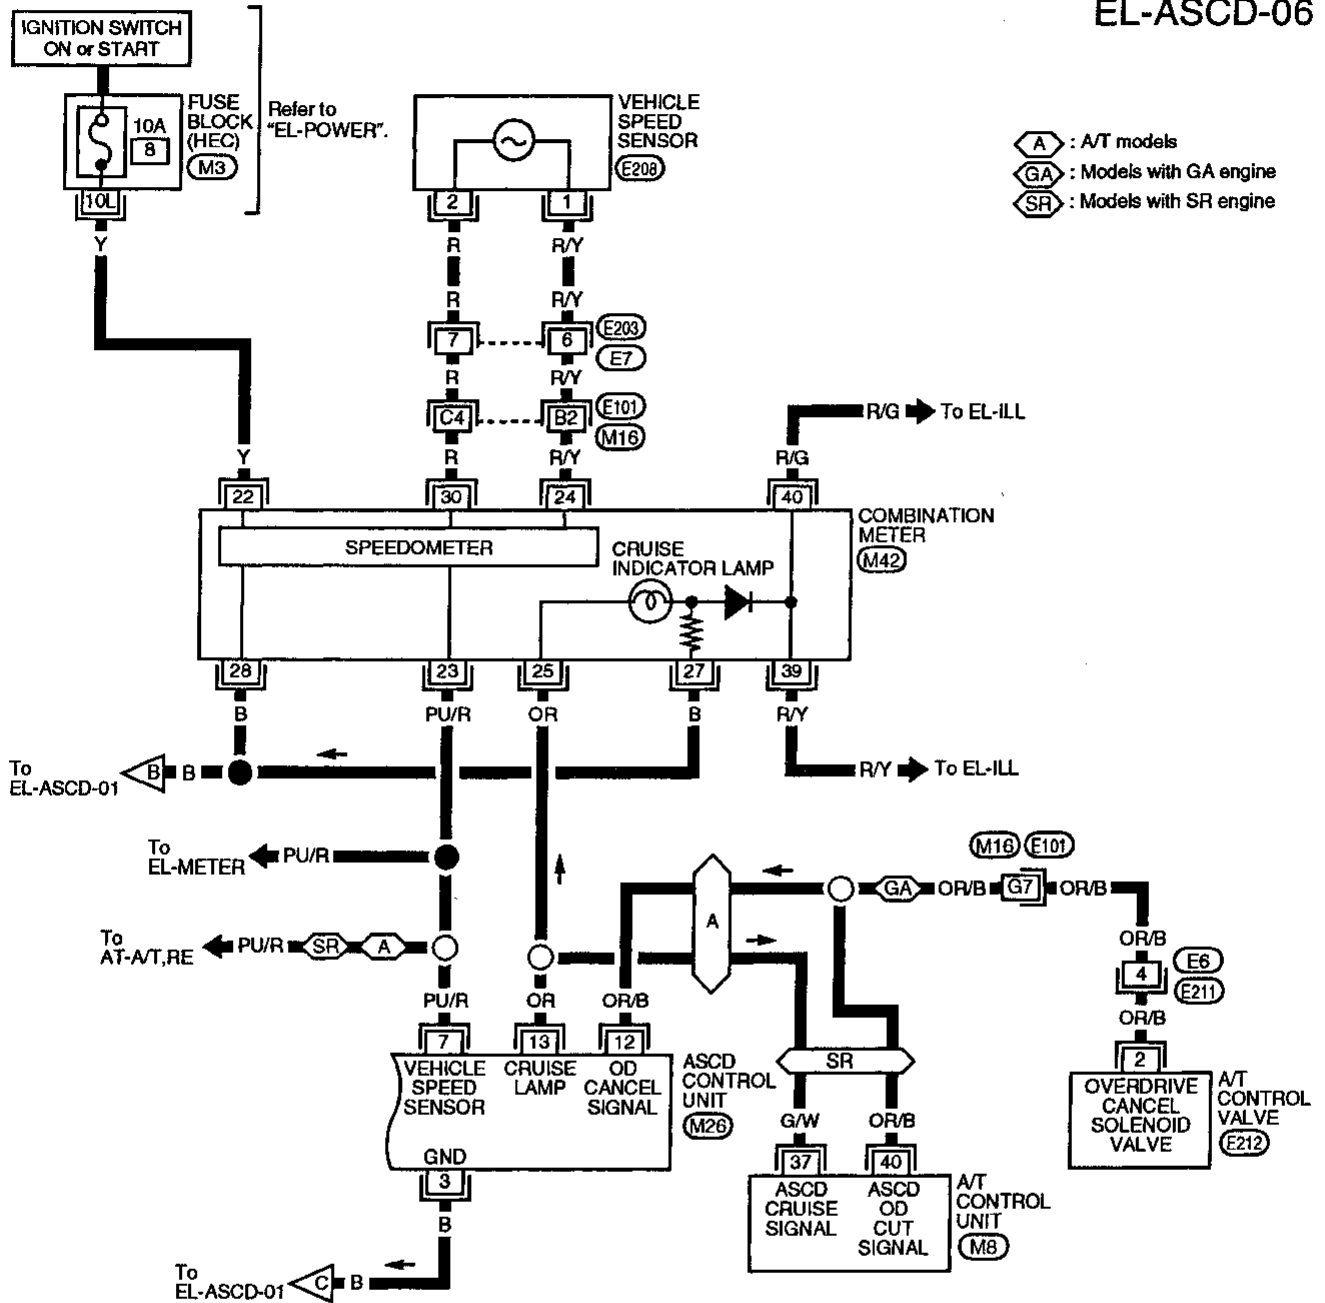 EL-ASCD-06
IGNITION SWITCH
ON or START
FUSE
BLOCK
(HEC)
M3
10A
8
10L
Refer to
"EL-POWER".
VEHICLE
SPEED
SENSOR
E208
2
1
A : A/T models
GA : Models with GA engine
SR : Models with SR engine
Y
R
R/Y
R
R/Y
7
6
E203
E7
R
R/Y
C4
B2
E101
M16
R/G
To EL-ILL
Y
R
R/Y
R/G
22
30
24
40
COMBINATION
METER
M42
SPEEDOMETER
CRUISE
INDICATOR LAMP
28
23
25
27
39
B
PU/R
OR
B
R/Y
To
EL-ASCD-01
B
B
R/Y
To EL-ILL
To
EL-METER
PU/R
M16
E101
GA
OR/B
G7
OR/B
A
To
AT-A/T,RE
PU/R
SR
A
OR/B
4
E6
E211
OR/B
PU/R
OR
OR/B
7
13
12
2
VEHICLE
SPEED
SENSOR
CRUISE
LAMP
OD
CANCEL
SIGNAL
ASCD
CONTROL
UNIT
M26
SR
OVERDRIVE
CANCEL
SOLENOID
VALVE
A/T
CONTROL
VALVE
E212
G/W
OR/B
GND
3
37
40
ASCD
CRUISE
SIGNAL
ASCD
OD
CUT
SIGNAL
A/T
CONTROL
UNIT
M8
B
To
EL-ASCD-01
C
B